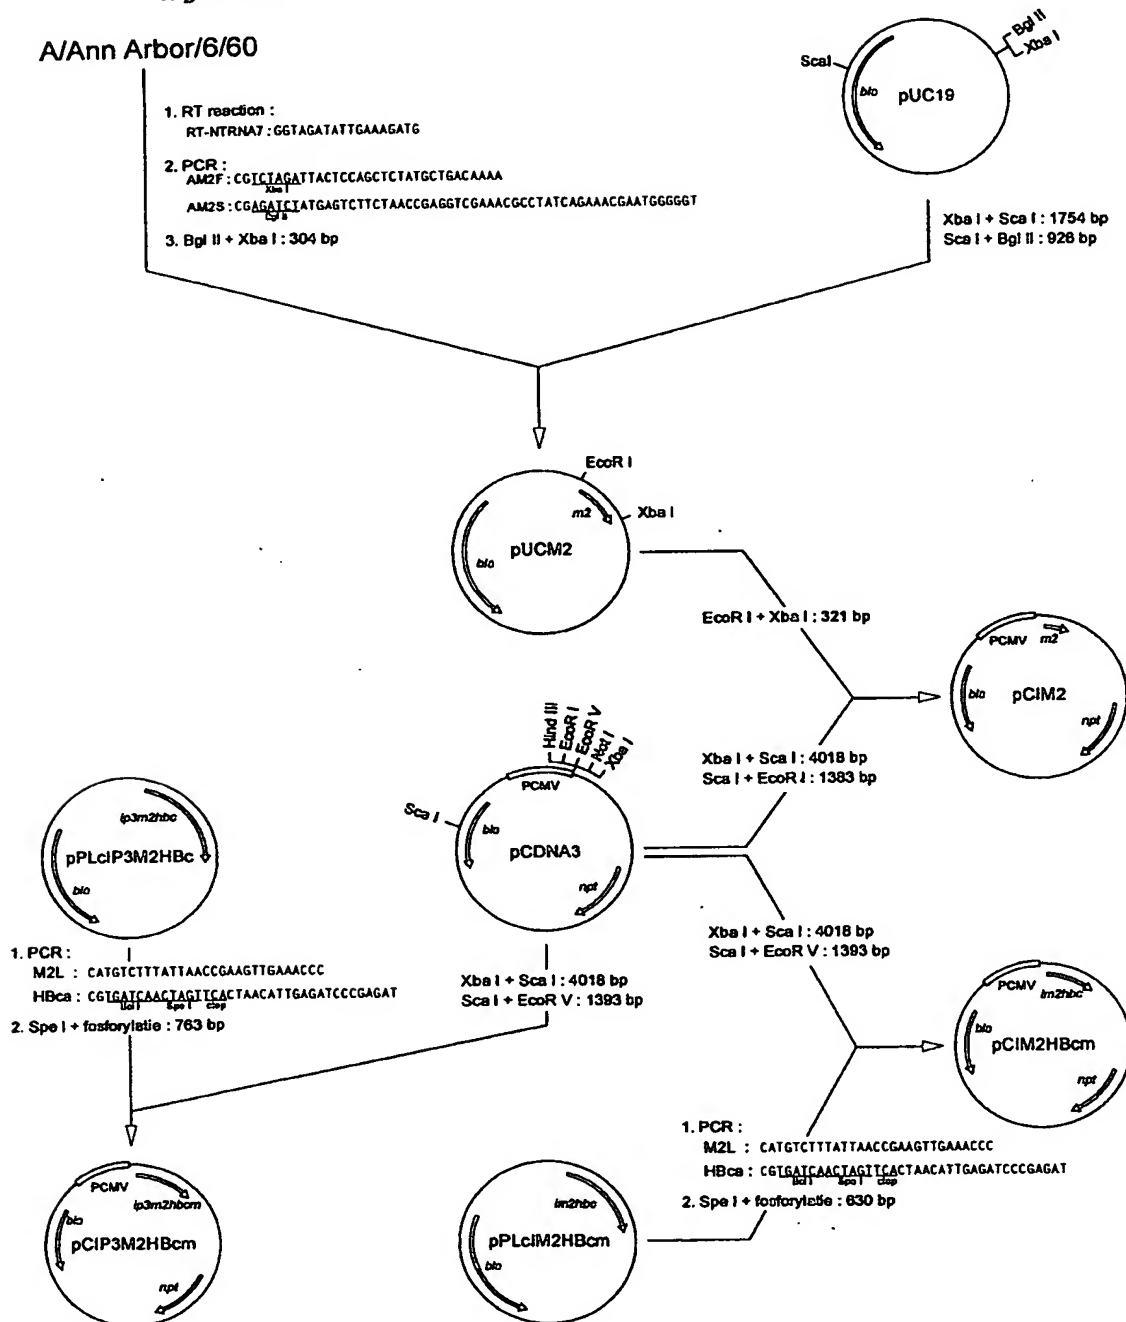 A/Ann Arbor/6/60
1. RT reaction :
RT-NTRNA7 : GGTAGATATTGAAAGATG
2. PCR :
AM2F : CGTCTAGATTACTCCAGCTCTATGCTGACAAAA
Xba I
AM2S : CGAGATCTATGAGTCTTCTAACCGAGGTCGAAACGCCTATCAGAAACGAATGGGGGT
Bgl II
3. Bgl II + Xba I : 304 bp
ScaI
Bgl II
Xba I
bla
pUC19
Xba I + Sca I : 1754 bp
Sca I + Bgl II : 926 bp
EcoR I
m2
Xba I
pUCM2
bla
EcoR I + Xba I : 321 bp
PCMV
m2
bla
pCIM2
npt
Hind III
EcoR I
EcoR V
Not I
Xba I
PCMV
Sca I
bla
pCDNA3
npt
Xba I + Sca I : 4018 bp
Sca I + EcoR I : 1383 bp
ip3m2hbc
pPLcIP3M2HBc
bla
1. PCR :
M2L : CATGTCTTTATTAACCGAAGTTGAAACCC
HBca : CGTGATCAACTAGTTCACTAACATTGAGATCCCGAGAT
Bcl I Spe I stop
2. Spe I + fosforylatie : 763 bp
Xba I + Sca I : 4018 bp
Sca I + EcoR V : 1393 bp
Xba I + Sca I : 4018 bp
Sca I + EcoR V : 1393 bp
PCMV
im2hbc
bla
pCIM2HBcm
npt
1. PCR :
M2L : CATGTCTTTATTAACCGAAGTTGAAACCC
HBca : CGTGATCAACTAGTTCACTAACATTGAGATCCCGAGAT
Bcl I Spe I stop
2. Spe I + fosforylatie : 630 bp
PCMV
ip3m2hbcm
bla
pCIP3M2HBcm
npt
im2hbc
pPLcIM2HBcm
bla